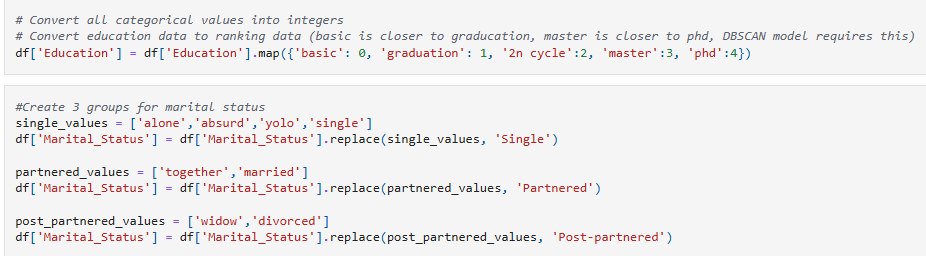 # Convert all categorical values into integers
# Convert education data to ranking data (basic is closer to graducation, master is closer to phd, DBSCAN model requires this)
df['Education'] = df['Education'].map({'basic': 0, 'graduation': 1, '2n cycle':2, 'master':3, 'phd':4})
#Create 3 groups for marital status
single_values = ['alone','absurd','yolo','single']
df['Marital_Status'] = df['Marital_Status'].replace(single_values, 'Single')
partnered_values = ['together','married']
df['Marital_Status'] = df['Marital_Status'].replace(partnered_values, 'Partnered')
post_partnered_values = ['widow','divorced']
df['Marital_Status'] = df['Marital_Status'].replace(post_partnered_values, 'Post-partnered')